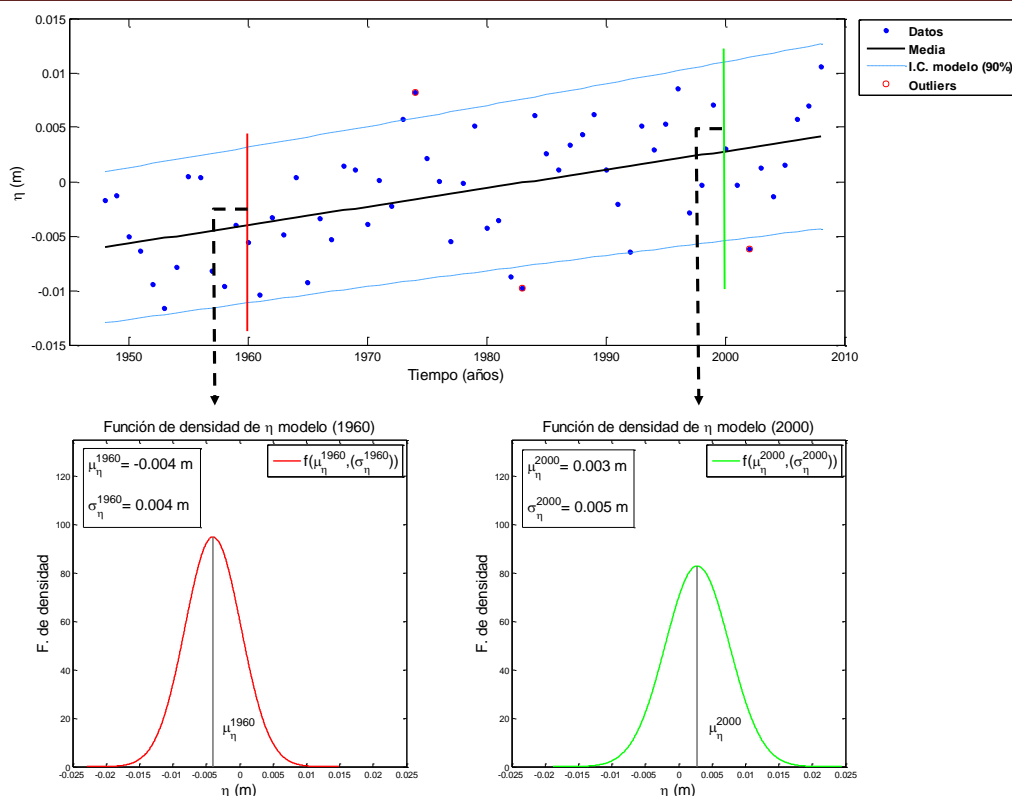 0.015
0.01
0.005
0
-0.005
-0.01
-0.015
η (m)
1950
1960
1970
1980
1990
2000
2010
Tiempo (años)
Datos
Media
I.C. modelo (90%)
Outliers
Función de densidad de η modelo (1960)
μη1960= -0.004 m
ση1960= 0.004 m
f(μη1960,(ση1960))
120
100
80
60
40
20
0
F. de densidad
μη1960
-0.025
-0.02
-0.015
-0.01
-0.005
0
0.005
0.01
0.015
0.02
0.025
η (m)
Función de densidad de η modelo (2000)
μη2000= 0.003 m
ση2000= 0.005 m
f(μη2000,(ση2000))
120
100
80
60
40
20
0
F. de densidad
μη2000
-0.025
-0.02
-0.015
-0.01
-0.005
0
0.005
0.01
0.015
0.02
0.025
η (m)